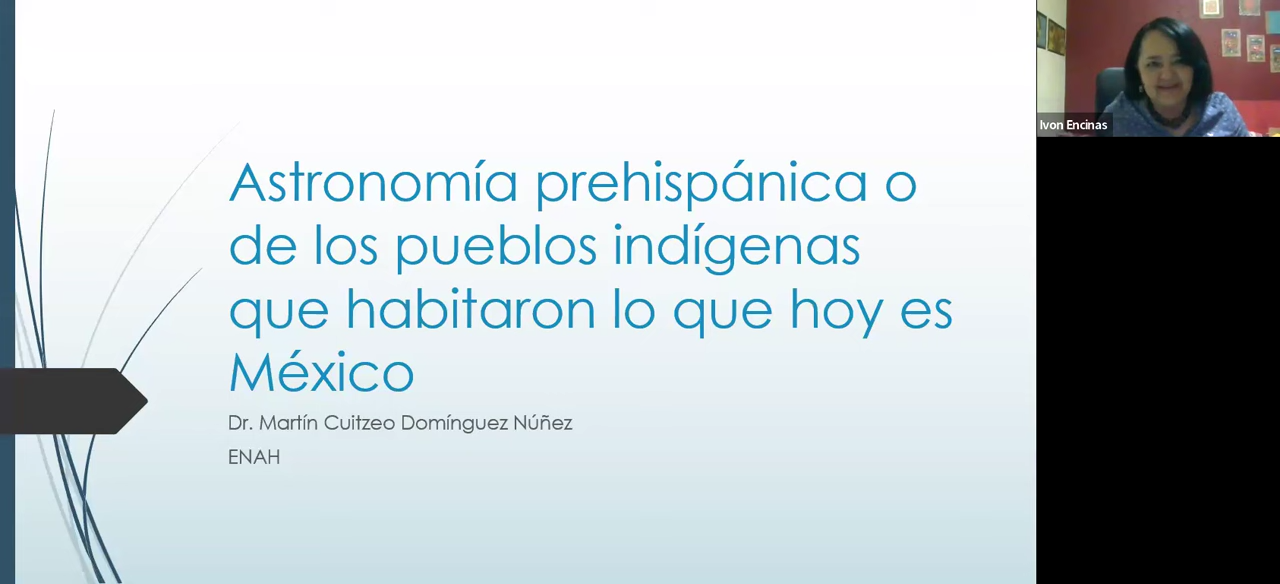 Astronomía prehispánica o
de los pueblos indígenas
que habitaron lo que hoy es
México
Dr. Martín Cuitzeo Domínguez Núñez
ENAH
Ivon Encinas